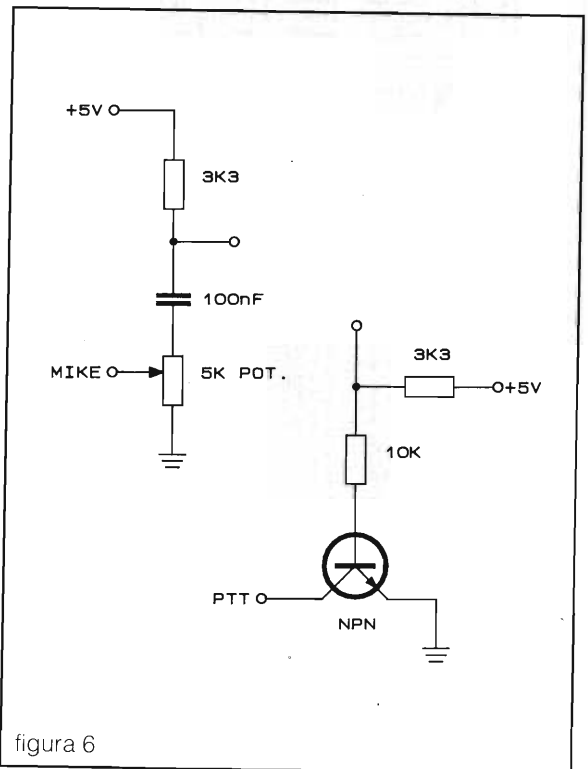 +5V
3K3
100nF
MIKE
5K POT.
3K3
+5V
10K
PTT
NPN
figura 6